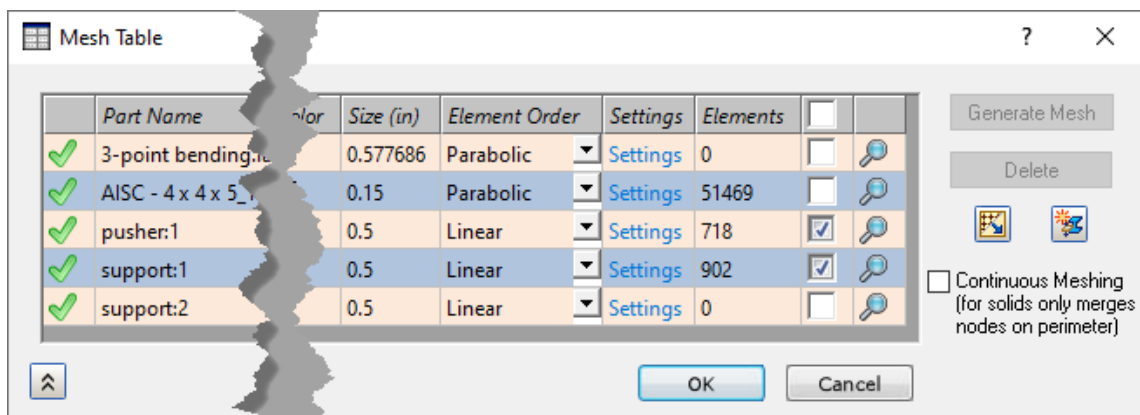 Mesh Table
?
Part Name Size (in) Element Order Settings Elements
3-point bending. 0.577686 Parabolic Settings 0
AISC - 4 x 4 x 5_ 0.15 Parabolic Settings 51469
pusher:1 0.5 Linear Settings 718
support:1 0.5 Linear Settings 902
support:2 0.5 Linear Settings 0
Generate Mesh
Delete
Continuous Meshing
(for solids only merges
nodes on perimeter)
OK Cancel